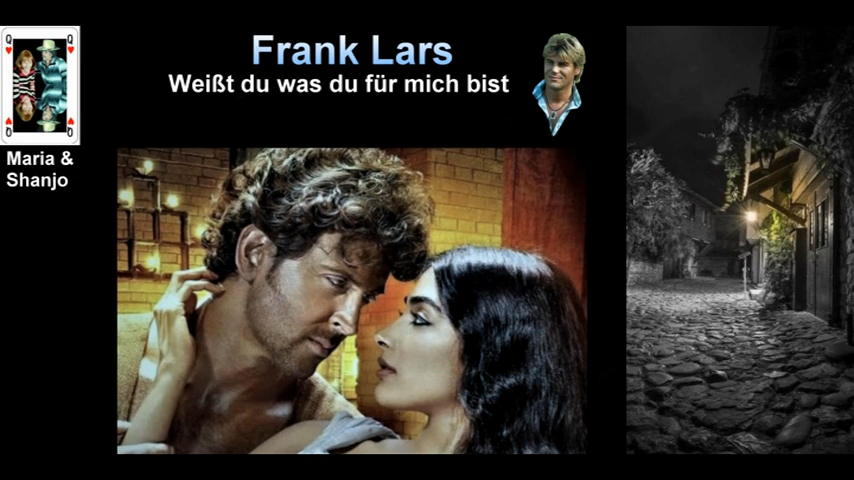 Frank Lars
Weißt du was du für mich bist
Q Q
Maria &
Shanjo
Q Q